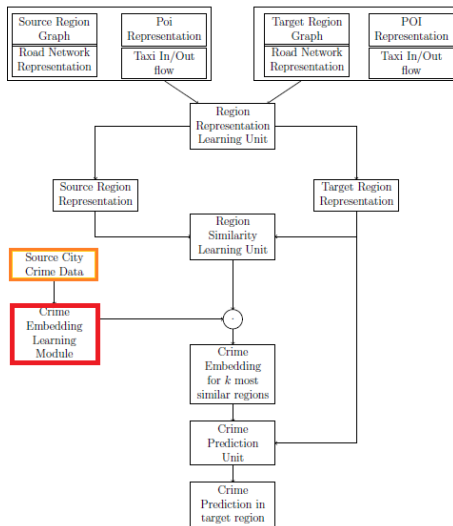 Source Region
Graph
Road Network
Representation
Poi
Representation
Taxi In/Out
flow
Target Region
Graph
Road Network
Representation
POI
Representation
Taxi In/Out
flow
Region
Representation
Learning Unit
Source Region
Representation
Target Region
Representation
Region
Similarity
Learning Unit
Source City
Crime Data
Crime
Embedding
Learning
Module
·
Crime
Embedding
for k most
similar regions
Crime
Prediction
Unit
Crime
Prediction in
target region